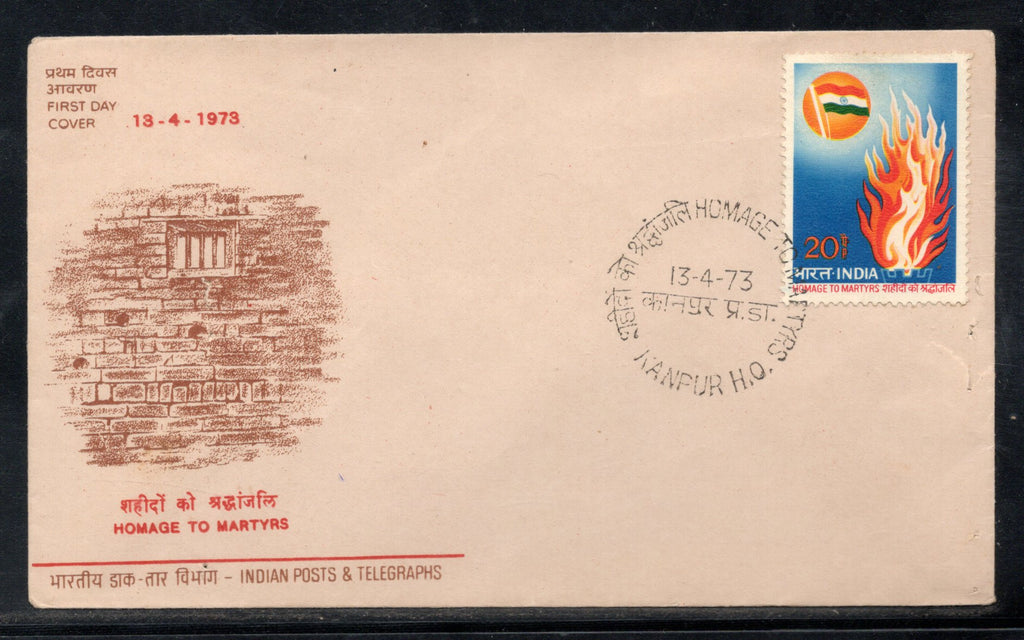 प्रथम दिवस
आवरण
FIRST DAY
COVER 13-4-1973
20
भारत INDIA
HOMAGE TO MARTYRS शहीदों को श्रद्धांजलि
शहीदों को श्रद्धांजलि HOMAGE TO MARTYRS
13-4-73
कानपुर प्र.डा.
KANPUR H.O.
शहीदों को श्रद्धांजलि
HOMAGE TO MARTYRS
भारतीय डाक-तार विभाग - INDIAN POSTS & TELEGRAPHS